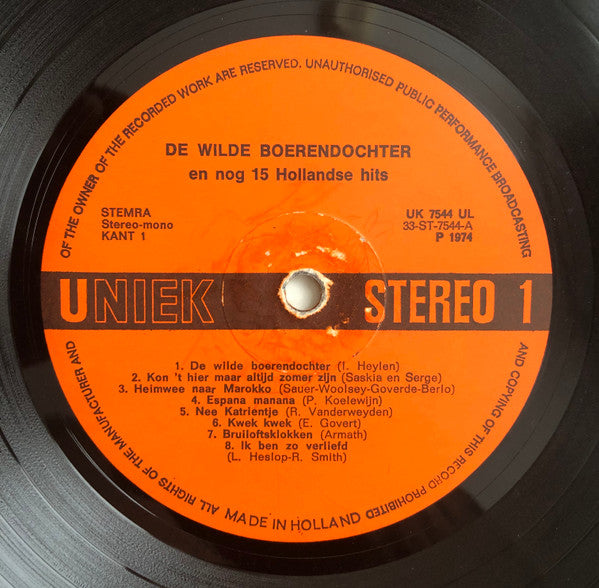 ALL RIGHTS OF THE MANUFACTURER AND OF THE OWNER OF THE RECORDED WORK ARE RESERVED. UNAUTHORISED PUBLIC PERFORMANCE BROADCASTING AND COPYING OF THIS RECORD PROHIBITED
DE WILDE BOERENDOCHTER
en nog 15 Hollandse hits
STEMRA
Stereo-mono
KANT 1
UK 7544 UL
33-ST-7544-A
P 1974
UNIEK STEREO 1
1. De wilde boerendochter (I. Heylen)
2. Kon 't hier maar altijd zomer zijn (Saskia en Serge)
3. Heimwee naar Marokko (Sauer-Woolsey-Goverde-Berlo)
4. Espana manana (P. Koelewijn)
5. Nee Katrientje (R. Vanderweyden)
6. Kwek kwek (E. Govert)
7. Bruiloftsklokken (Armath)
8. Ik ben zo verliefd
(L. Heslop-R. Smith)
MADE IN HOLLAND